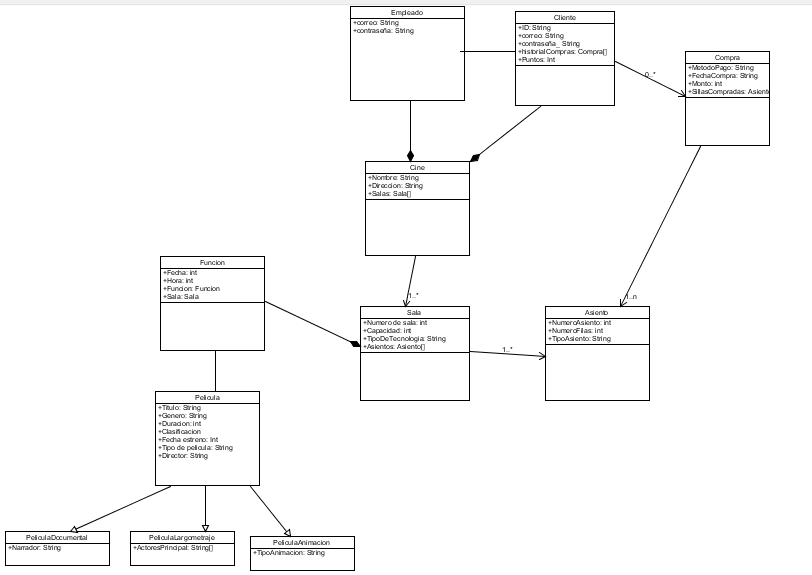 Empleado
+correo: String
+contraseña: String
Cliente
+ID: String
+correo: String
+contraseña_ String
+historialCompras: Compra[]
+Puntos: Int
Compra
+MetodoPago: String
+FechaCompra: String
+Monto: int
+SillasCompradas: Asient
0..*
Cine
+Nombre: String
+Direccion: String
+Salas: Sala[]
Funcion
+Fecha: int
+Hora: int
+Funcion: Funcion
+Sala: Sala
1..*
1..n
Sala
+Numero de sala: int
+Capacidad: int
+TipoDeTecnologia: String
+Asientos: Asiento[]
Asiento
+NumeroAsiento: int
+NumeroFilas: int
+TipoAsiento: String
1..*
Pelicula
+Titulo: String
+Genero: String
+Duracion: int
+Clasificacion
+Fecha estreno: Int
+Tipo de pelicula: String
+Director: String
PeliculaDocumental
+Narrador: String
PeliculaLargometraje
+ActoresPrincipal: String[]
PeliculaAnimacion
+TipoAnimacion: String